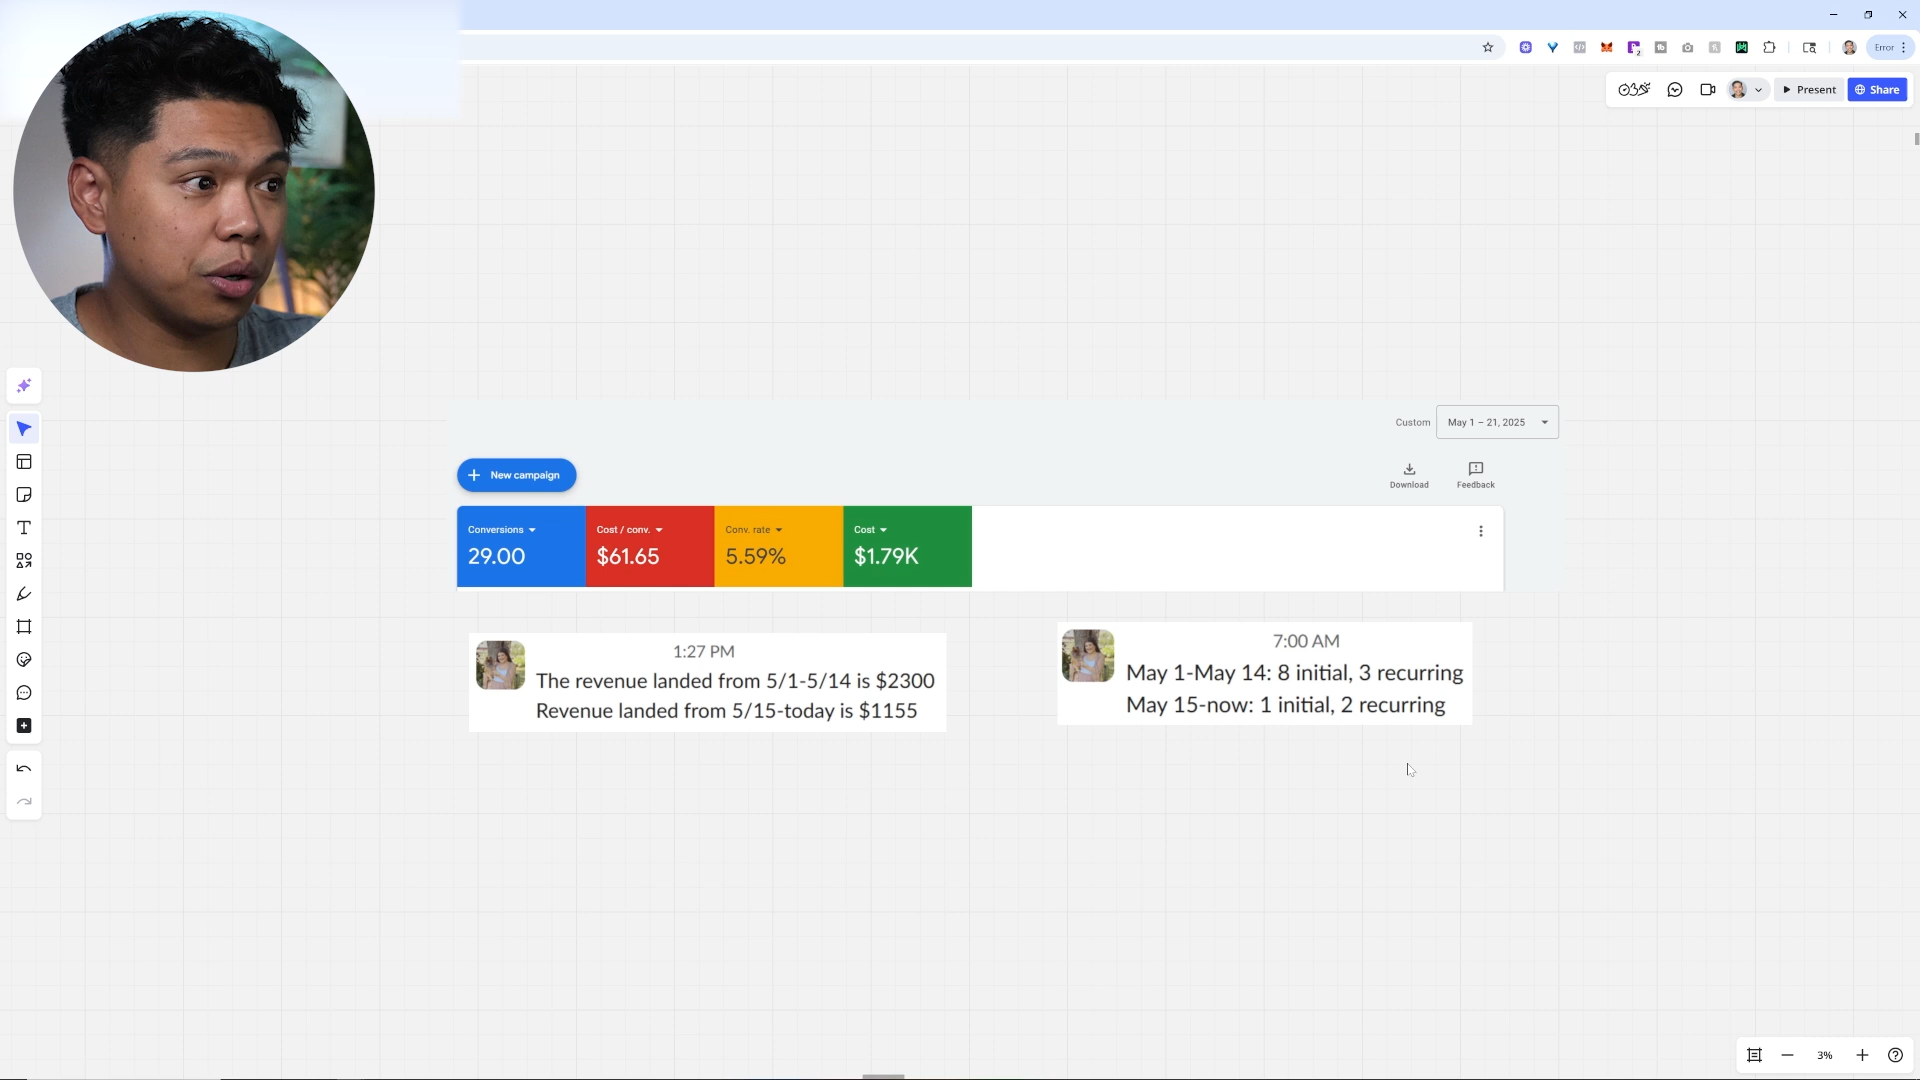 Error
Present
Share
Custom
May 1 – 21, 2025
New campaign
Download
Feedback
Conversions
29.00
Cost / conv.
$61.65
Conv. rate
5.59%
Cost
$1.79K
1:27 PM
The revenue landed from 5/1-5/14 is $2300
Revenue landed from 5/15-today is $1155
7:00 AM
May 1-May 14: 8 initial, 3 recurring
May 15-now: 1 initial, 2 recurring
3%